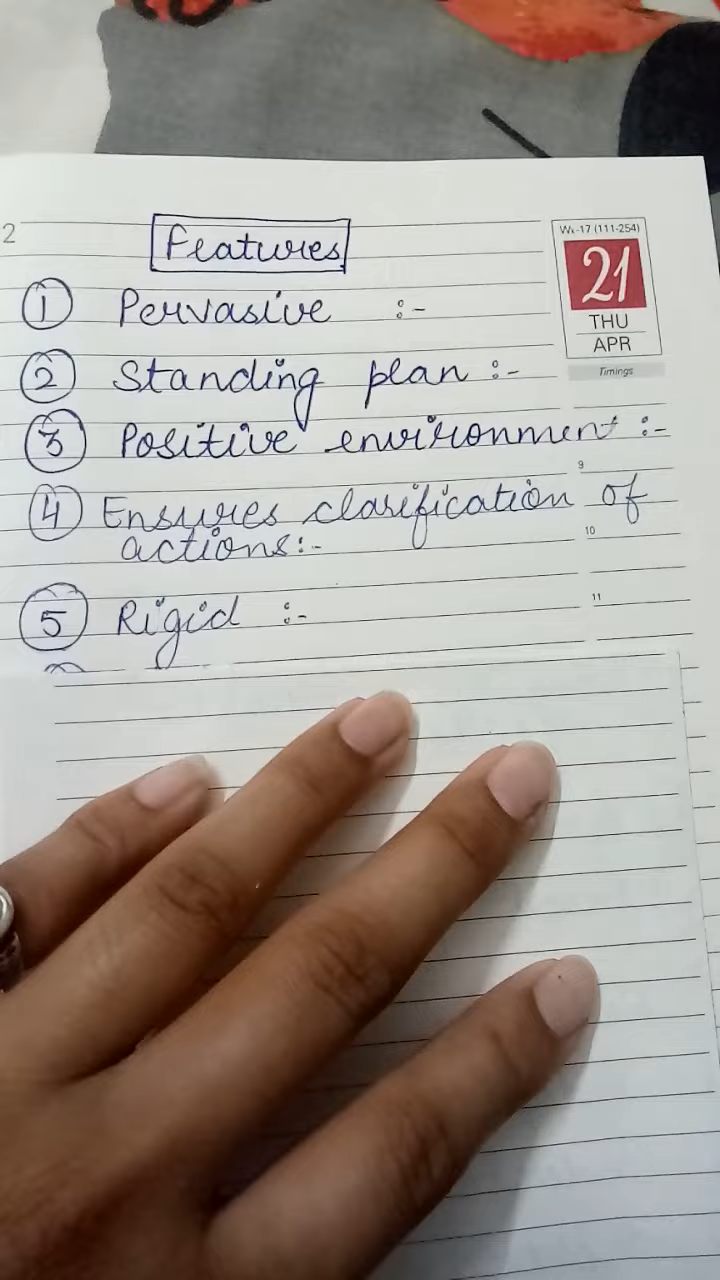 2
Features
Wk-17 (111-254)
21
THU
APR
Timings
① Pervasive :-
② Standing plan :-
③ Positive environment :-
④ Ensures clarification of
actions:-
⑤ Rigid :-
9
10
11